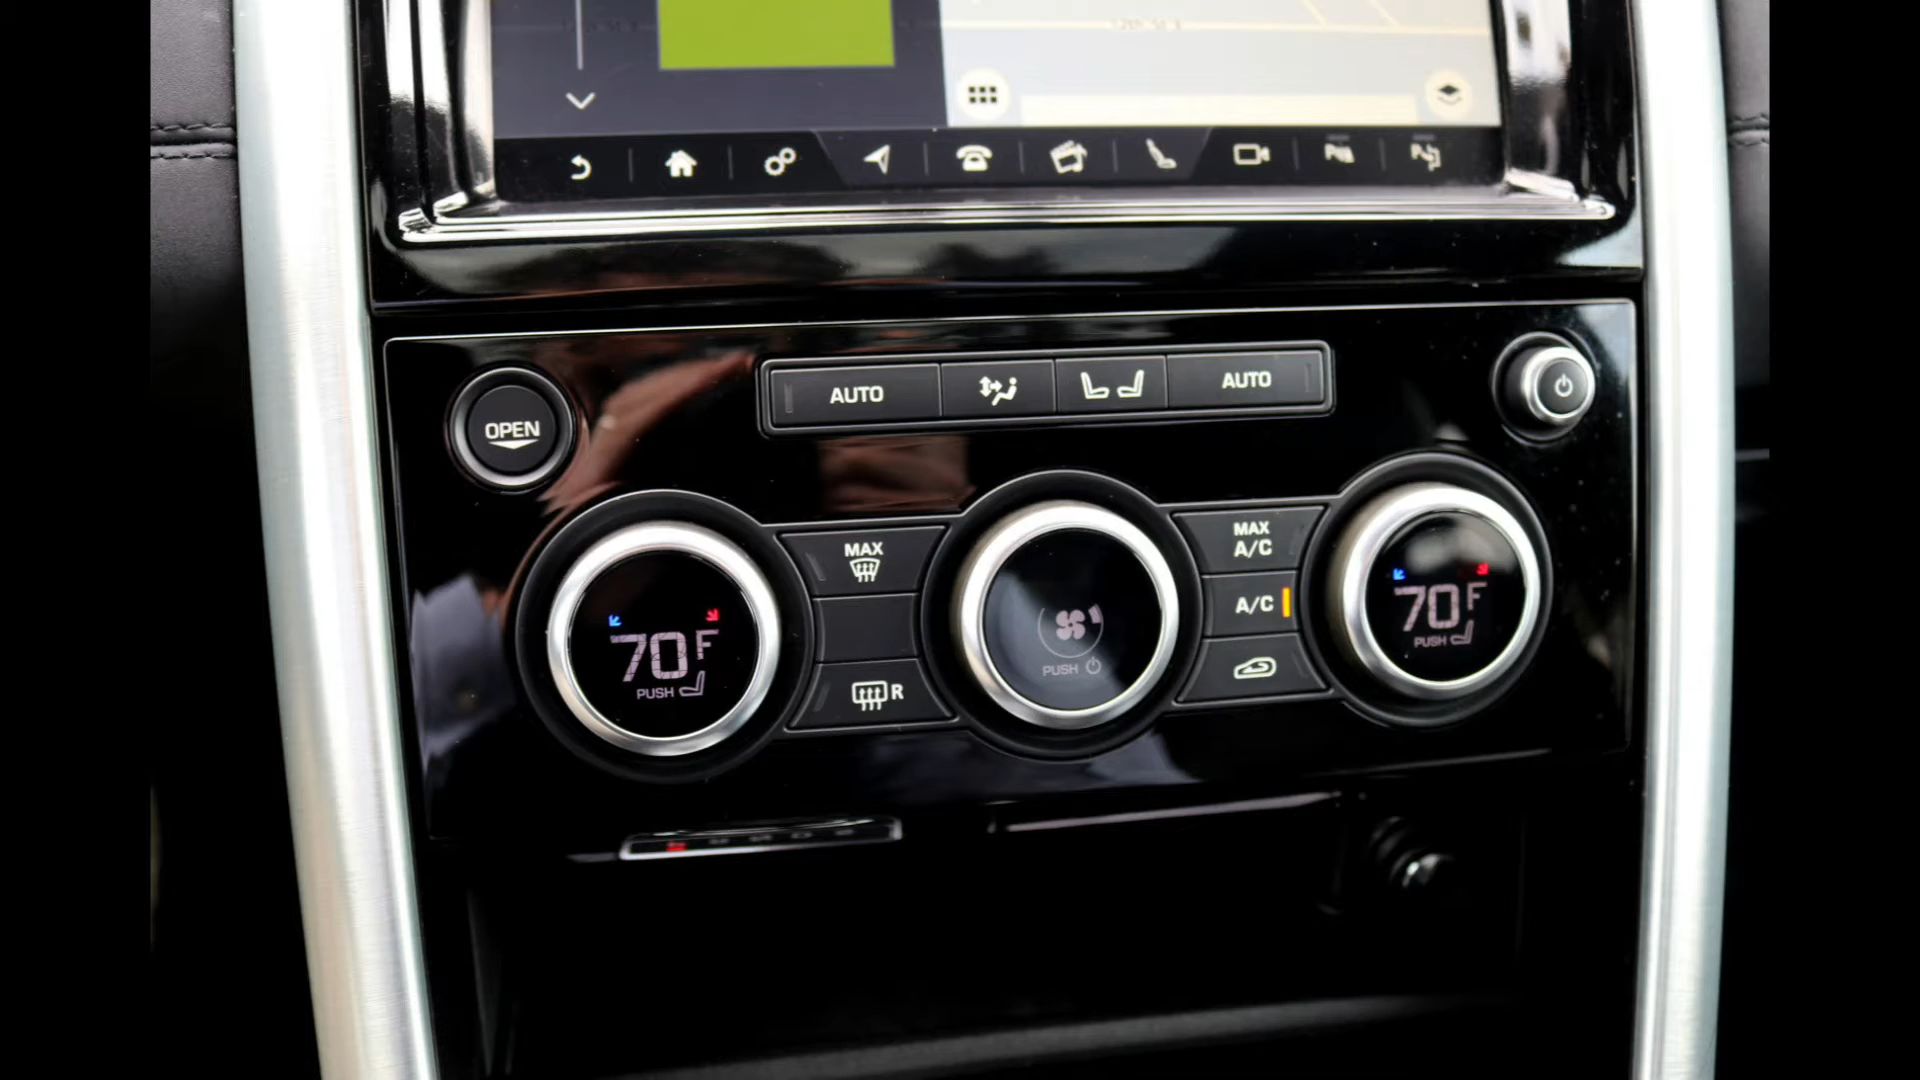 AUTO
AUTO
OPEN
MAX
A/C
MAX
A/C
R
70F
PUSH
PUSH
70F
PUSH